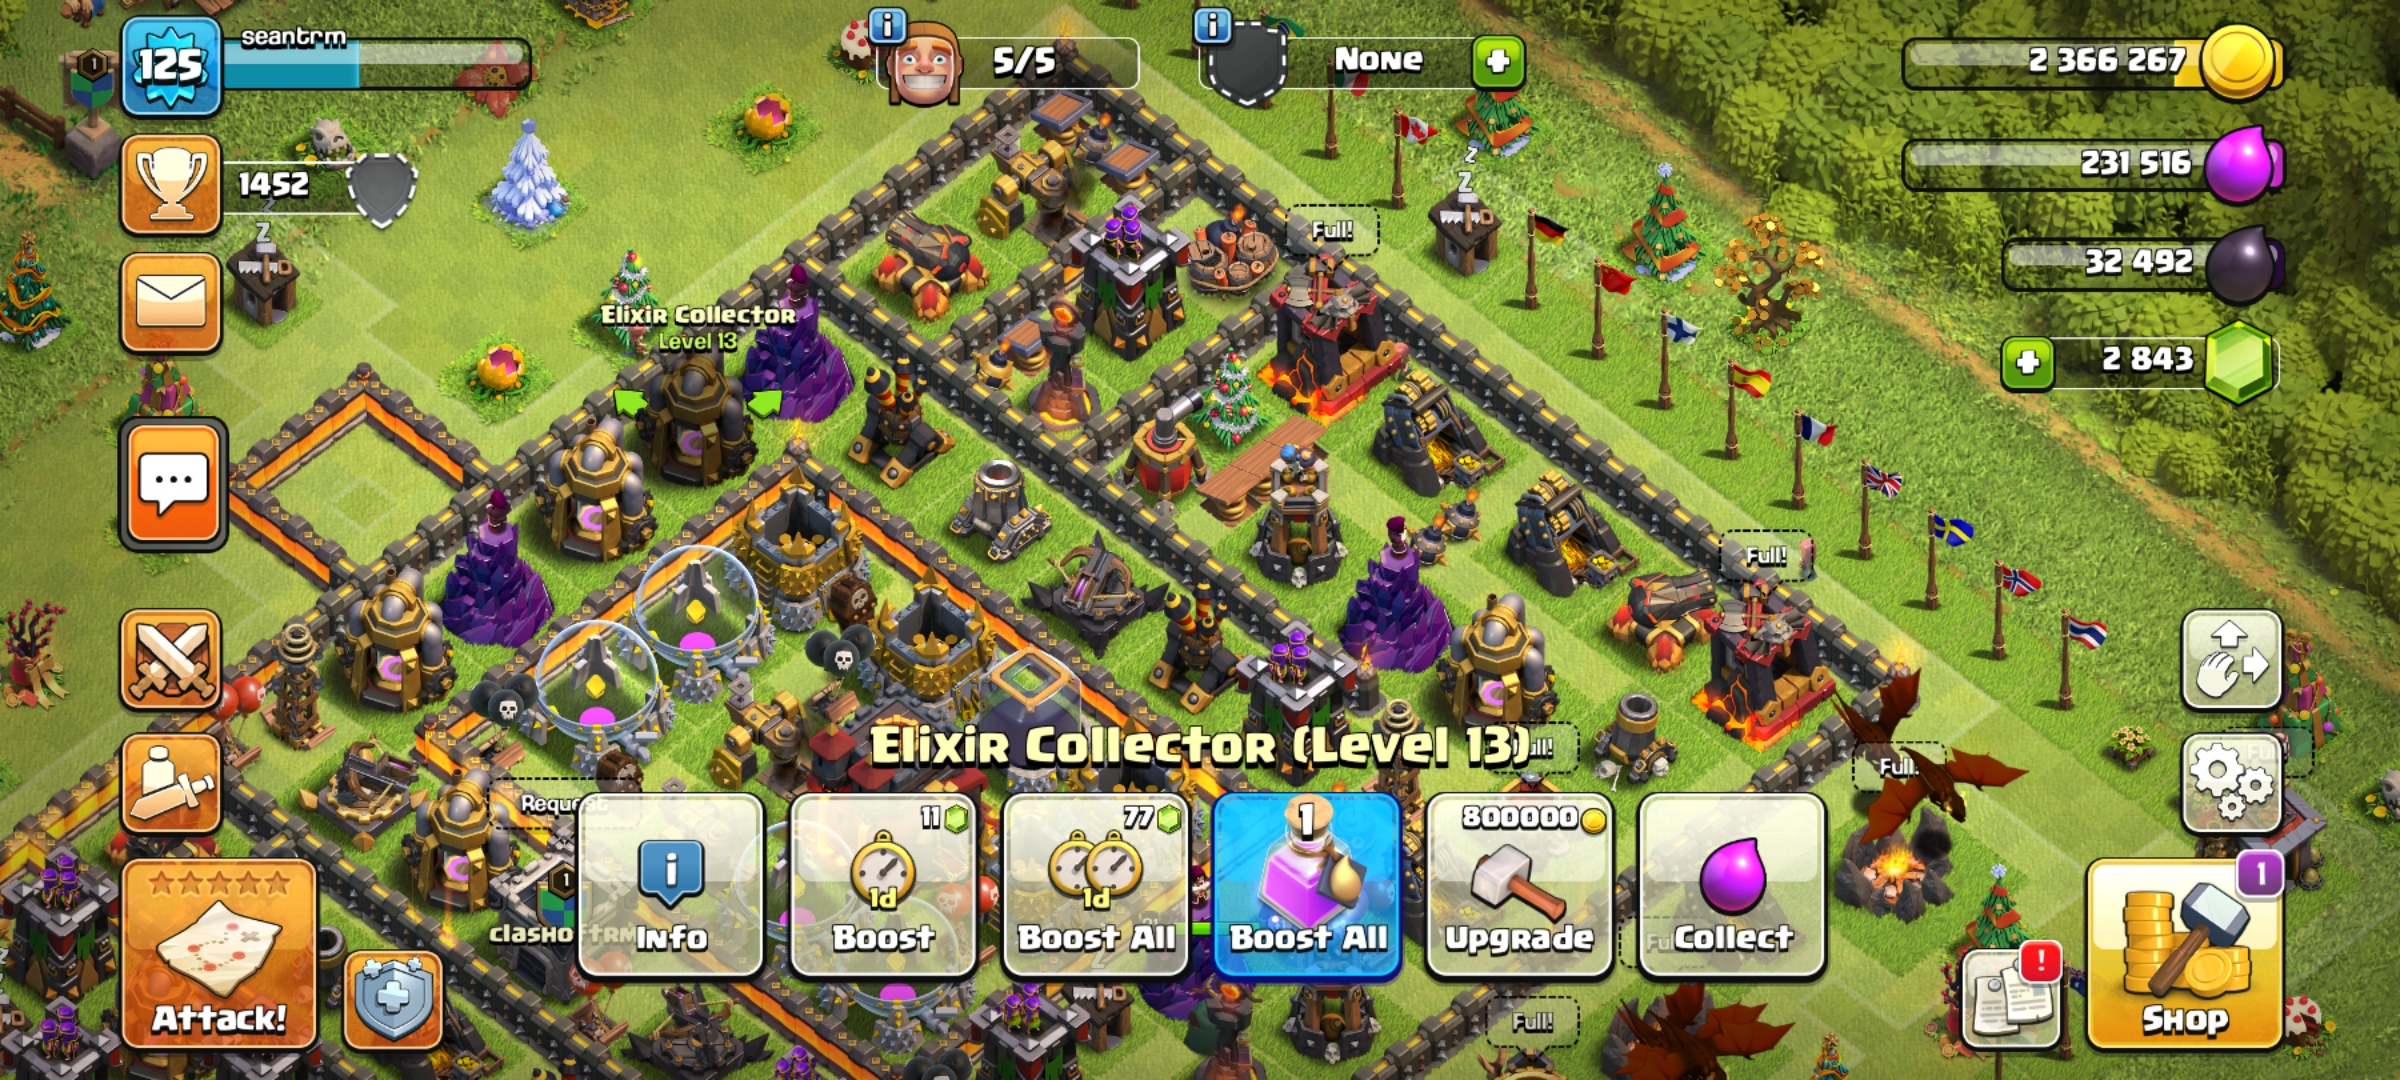 125
seantrm
5/5
None
2 366 267
1452
231 516
32 492
2 843
Full!
Elixir Collector
Level 13
Full!
Elixir Collector (Level 13)
Full!
Request
11
77
1
800000
1d
1d
Info
Boost
Boost All
Boost All
Upgrade
Collect
1
1
1
Attack!
Full!
Shop